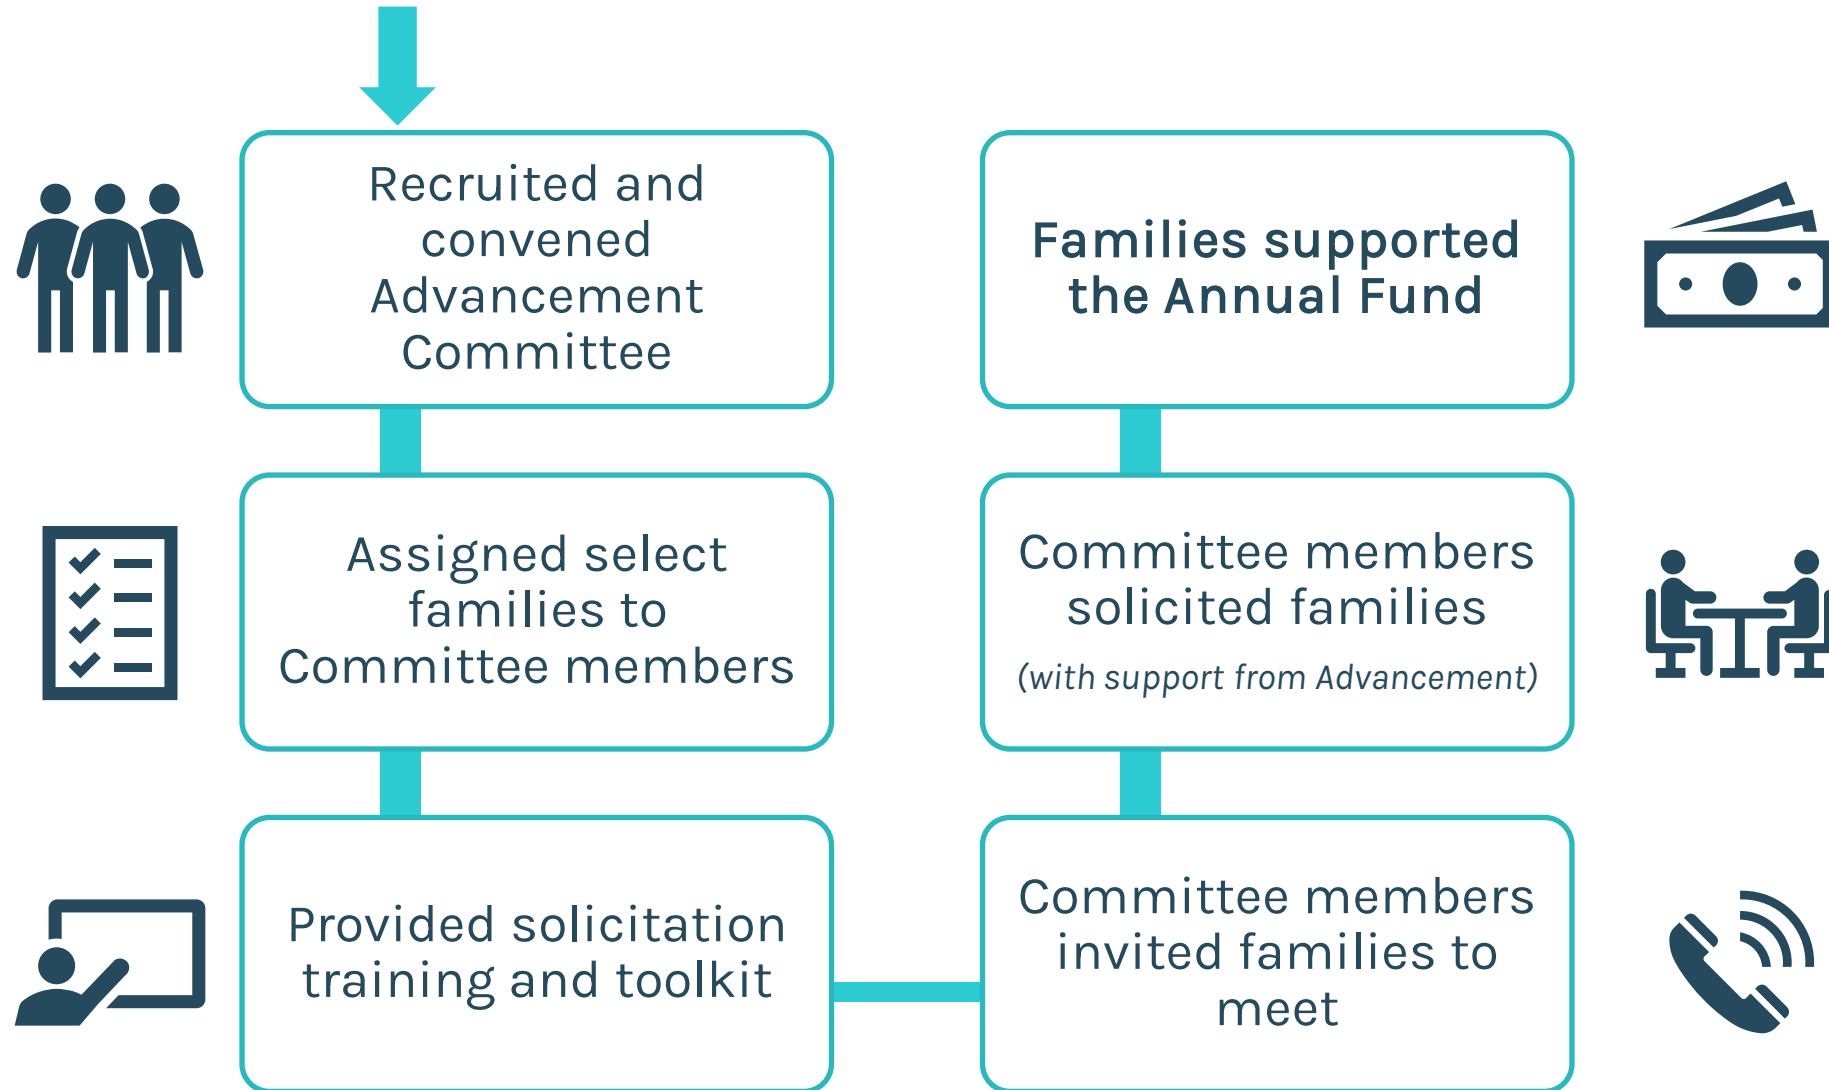 Recruited and
convened
Advancement
Committee
Assigned select
families to
Committee members
Provided solicitation
training and toolkit
Committee members
invited families to
meet
Committee members
solicited families
(with support from Advancement)
Families supported
the Annual Fund